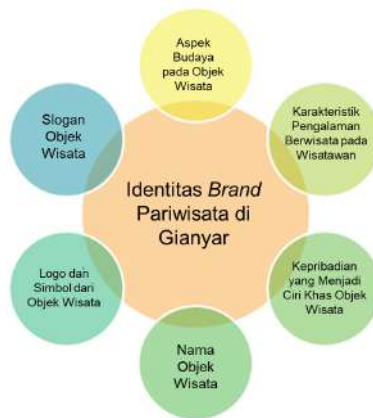 Aspek
Budaya
pada Objek
Wisata
Karakteristik
Pengalaman
Berwisata pada
Wisatawan
Kepribadian
yang Menjadi
Ciri Khas Objek
Wisata
Nama
Objek
Wisata
Logo dan
Simbol dari
Objek Wisata
Slogan
Objek
Wisata
Identitas Brand
Pariwisata di
Gianyar